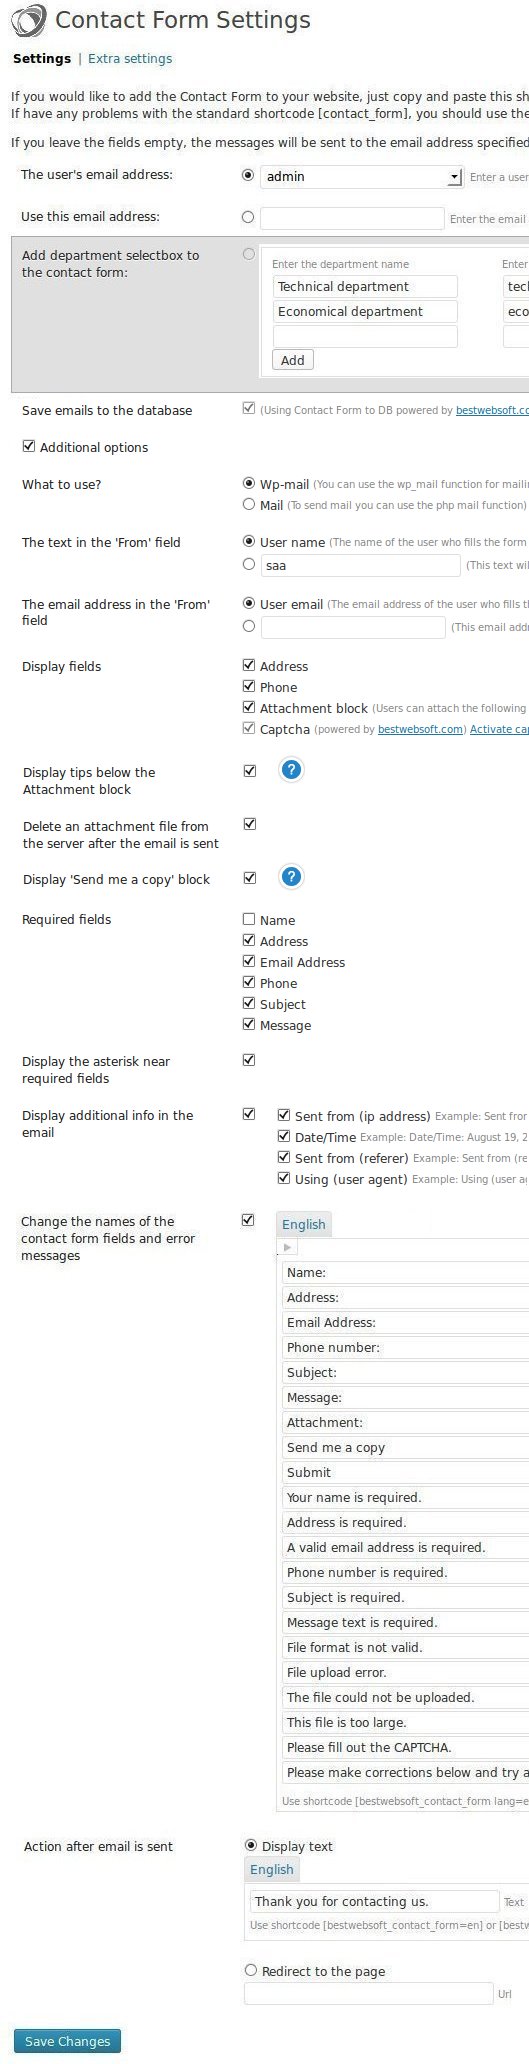 Contact Form Settings
Settings | Extra settings
If you would like to add the Contact Form to your website, just copy and paste this
If have any problems with the standard shortcode [contact_form], you should use the
If you leave the fields empty, the messages will be sent to the email address specified
The user's email address: admin Enter a user
Use this email address: Enter the email
Add department selectbox to
the contact form:
Enter the department name Enter
Technical department
Economical department
Add
Save emails to the database (Using Contact Form to DB powered by
Additional options
What to use? Wp-mail (You can use the wp_mail function for
Mail (To send mail you can use the php mail function)
The text in the 'From' field User name (The name of the user who fills the form
saa (This text
The email address in the 'From'
field
User email (The email address of the user who fills
(This email
Display fields Address
Phone
Attachment block (Users can attach the following
Captcha (powered by bestwebsoft.com) Activate
Display tips below the
Attachment block
?
Delete an attachment file from
the server after the email is sent
Display 'Send me a copy' block ?
Required fields Name
Address
Email Address
Phone
Subject
Message
Display the asterisk near
required fields
Display additional info in the
email
Sent from (ip address) Example: Sent
Date/Time Example: Date/Time: August 19,
Sent from (referer) Example: Sent from
Using (user agent) Example: Using (user
Change the names of the
contact form fields and error
messages
English
Name:
Address:
Email Address:
Phone number:
Subject:
Message:
Attachment:
Send me a copy
Submit
Your name is required.
Address is required.
A valid email address is required.
Phone number is required.
Subject is required.
Message text is required.
File format is not valid.
File upload error.
The file could not be uploaded.
This file is too large.
Please fill out the CAPTCHA.
Please make corrections below and try
Use shortcode [bestwebsoft_contact_form
Action after email is sent Display text
English
Thank you for contacting us. Text
Use shortcode [bestwebsoft_contact_form=en] or
Redirect to the page
Url
Save Changes